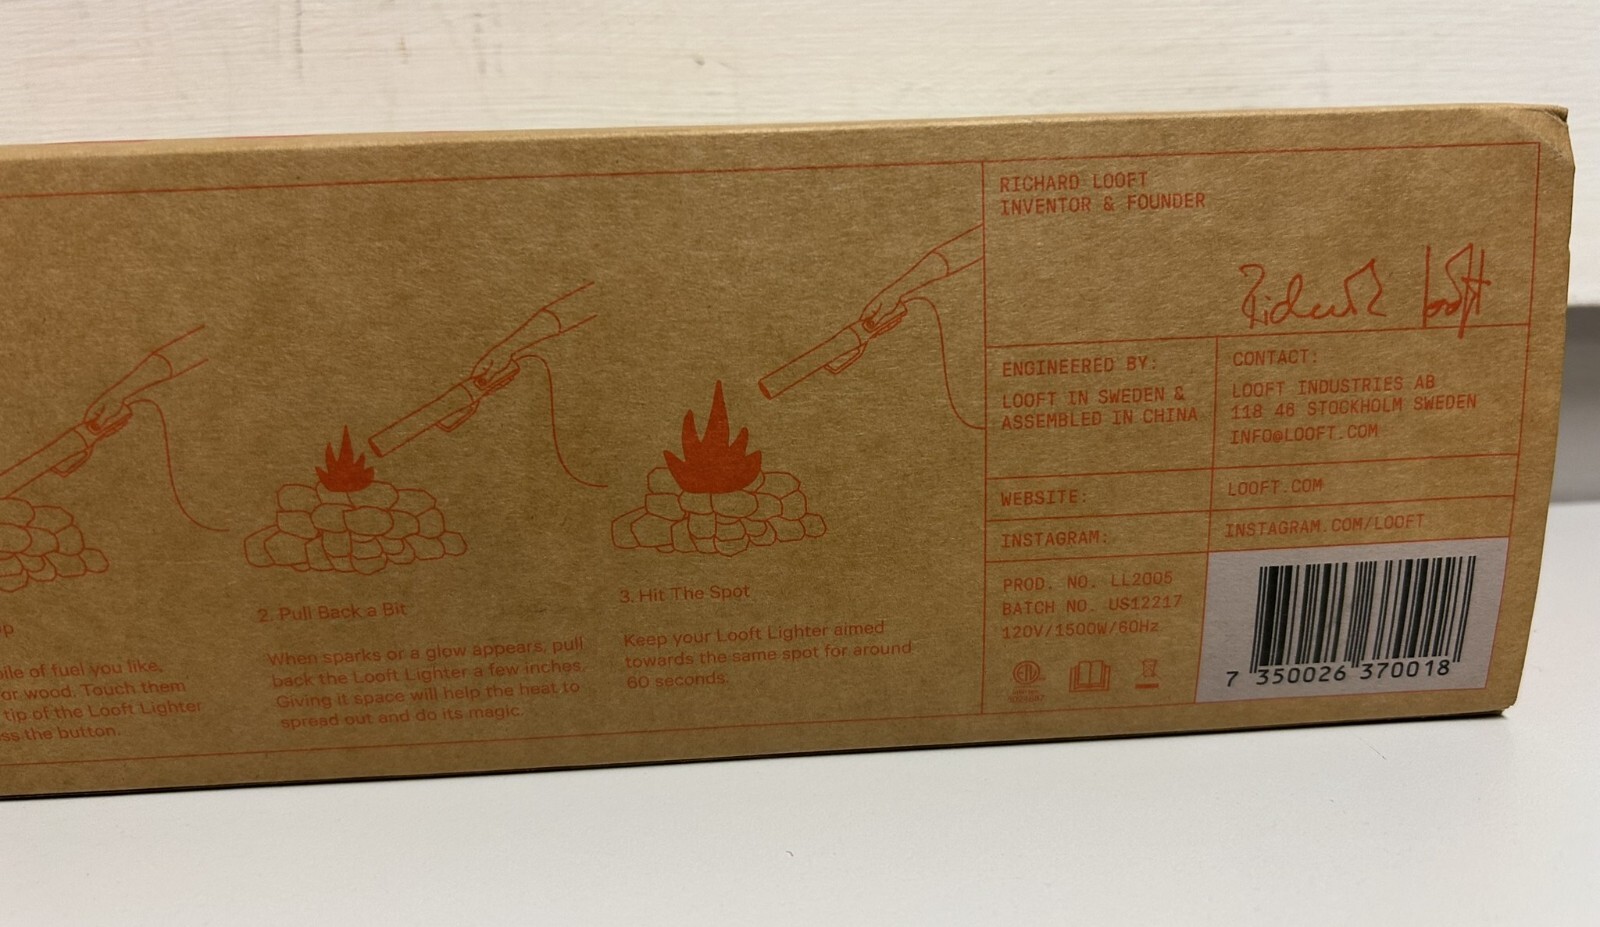 pile of fuel you like,
or wood. Touch them
tip of the Looft Lighter
the button.
2. Pull Back a Bit
When sparks or a glow appears, pull
back the Looft Lighter a few inches.
Giving it space will help the heat to
spread out and do its magic.
3. Hit The Spot
Keep your Looft Lighter aimed
towards the same spot for around
60 seconds.
RICHARD LOOFT
INVENTOR & FOUNDER
Richard Looft
ENGINEERED BY:
LOOFT IN SWEDEN &
ASSEMBLED IN CHINA
CONTACT:
LOOFT INDUSTRIES AB
118 46 STOCKHOLM SWEDEN
INFO@LOOFT.COM
WEBSITE:
LOOFT.COM
INSTAGRAM:
INSTAGRAM.COM/LOOFT
PROD. NO. LL2005
BATCH NO. US12217
120V/1500W/60Hz
7 350026 370018